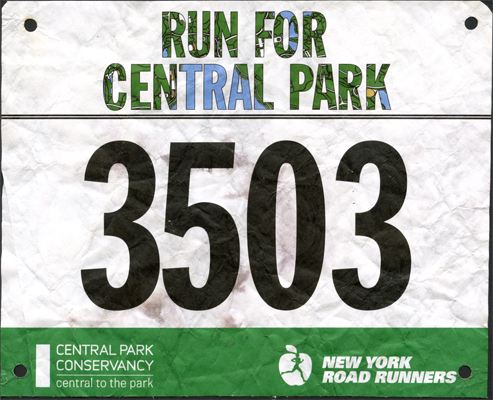 RUN FOR
CENTRAL PARK
3503
CENTRAL PARK
CONSERVANCY
central to the park
NEW YORK
ROAD RUNNERS